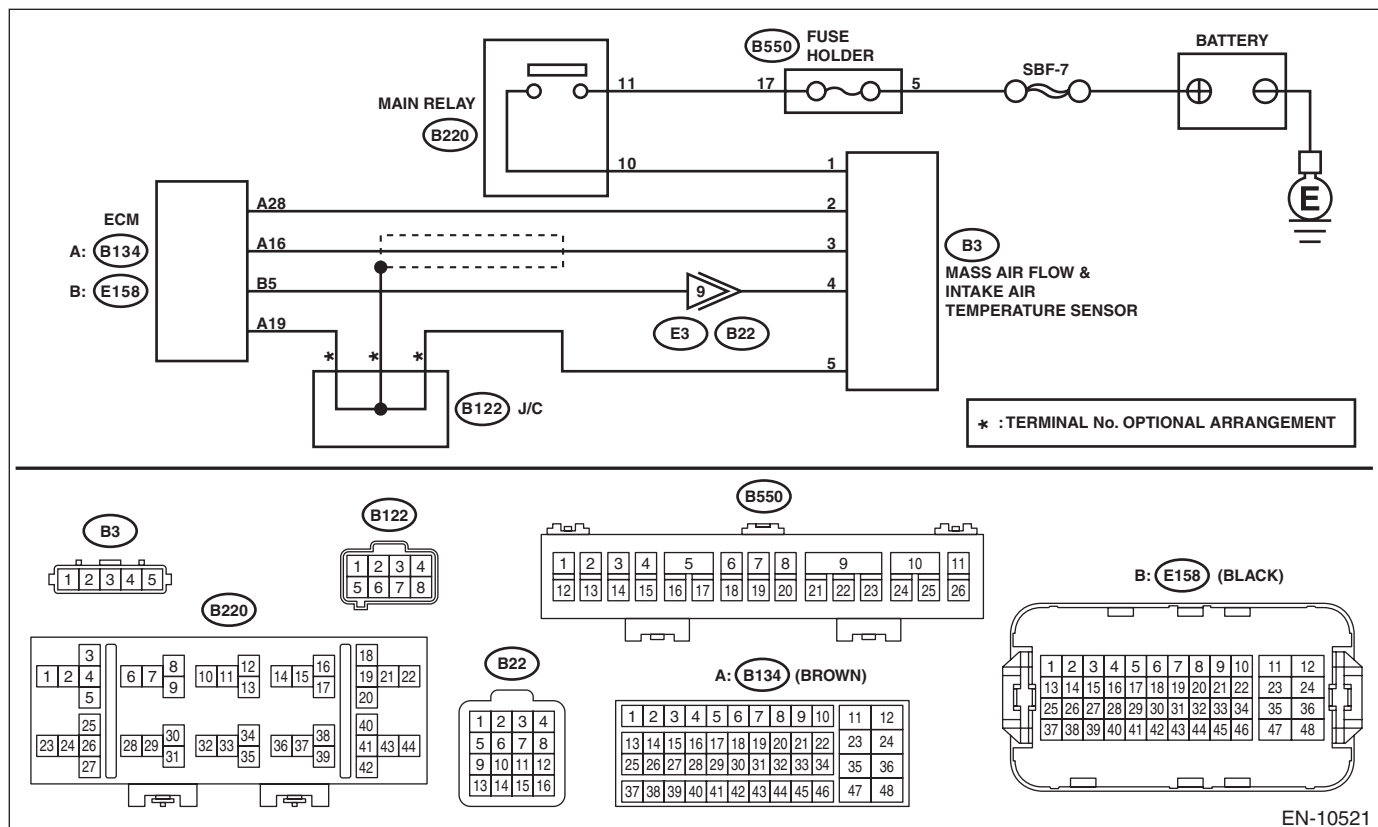 B550 FUSE
HOLDER
BATTERY
SBF-7
11 17 5
MAIN RELAY
B220
10 1
ECM
A: B134
B: E158
A28 2
A16 3
B5 9 4
E3 B22
A19
* * *
5
B3
MASS AIR FLOW &
INTAKE AIR
TEMPERATURE SENSOR
E
B122 J/C
* : TERMINAL No. OPTIONAL ARRANGEMENT
B3
1 2 3 4 5
B122
1 2 3 4
5 6 7 8
B550
1 2 3 4 5 6 7 8 9 10 11
12 13 14 15 16 17 18 19 20 21 22 23 24 25 26
B220
3 8 12 16 18
1 2 4 6 7 10 11 14 15 19 21 22
5 9 13 17 20
25 30 34 38 40
23 24 26 28 29 32 33 36 37 41 43 44
27 31 35 39 42
B22
1 2 3 4
5 6 7 8
9 10 11 12
13 14 15 16
A: B134 (BROWN)
1 2 3 4 5 6 7 8 9 10 11 12
13 14 15 16 17 18 19 20 21 22 23 24
25 26 27 28 29 30 31 32 33 34 35 36
37 38 39 40 41 42 43 44 45 46 47 48
B: E158 (BLACK)
1 2 3 4 5 6 7 8 9 10 11 12
13 14 15 16 17 18 19 20 21 22 23 24
25 26 27 28 29 30 31 32 33 34 35 36
37 38 39 40 41 42 43 44 45 46 47 48
EN-10521